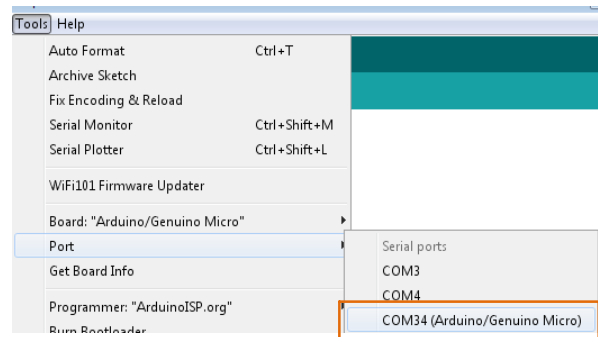 Tools Help
Auto Format Ctrl+T
Archive Sketch
Fix Encoding & Reload
Serial Monitor Ctrl+Shift+M
Serial Plotter Ctrl+Shift+L
WiFi101 Firmware Updater
Board: "Arduino/Genuino Micro"
Port
Get Board Info
Programmer: "ArduinoISP.org"
Burn Bootloader
Serial ports
COM3
COM4
COM34 (Arduino/Genuino Micro)